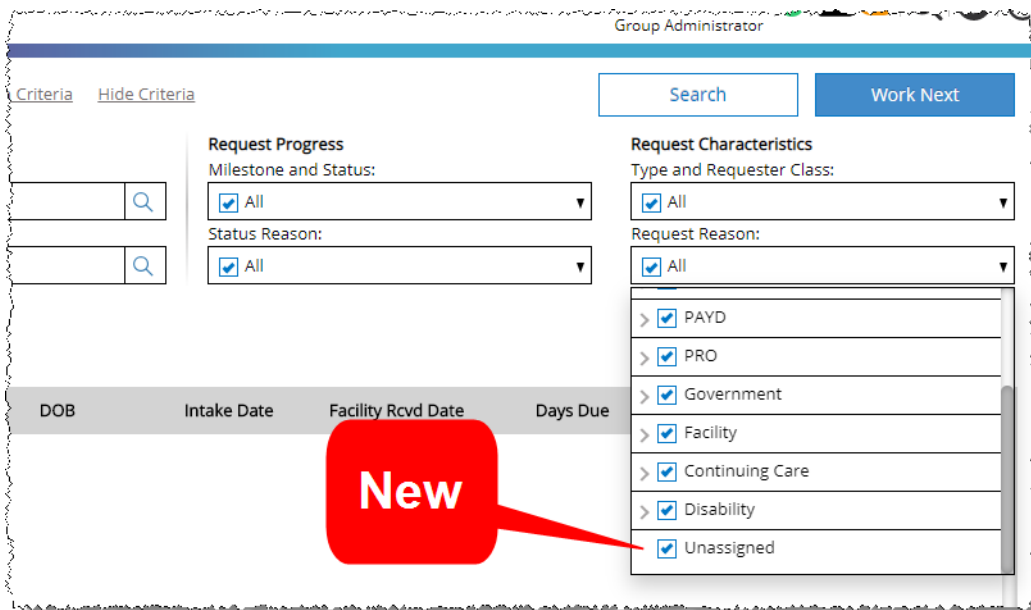 Group Administrator
Criteria Hide Criteria
Search
Work Next
Request Progress
Milestone and Status:
All
Status Reason:
All
Request Characteristics
Type and Requester Class:
All
Request Reason:
All
PAYD
PRO
Government
Facility
Continuing Care
Disability
Unassigned
DOB Intake Date Facility Rcvd Date Days Due
New